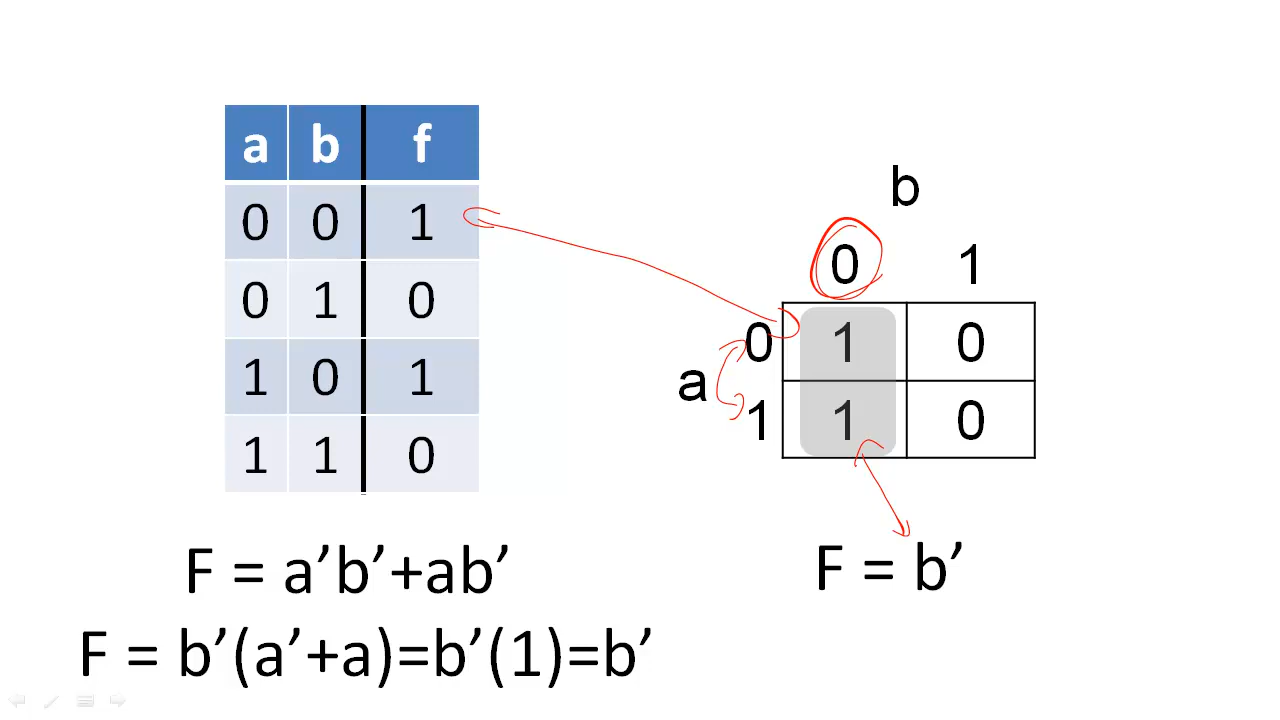 a b f
0 0 1
0 1 0
1 0 1
1 1 0
F = a′b′+ab′
F = b′(a′+a)=b′(1)=b′
b
0 1
0 1 0
a
1 1 0
F = b′